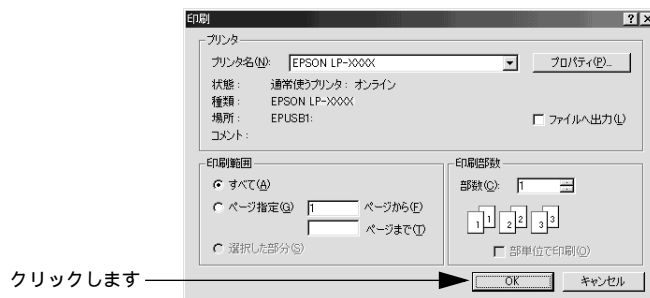 印刷
プリンタ
プリンタ名(N): EPSON LP-XXXX プロパティ(P)...
状態: 通常使うプリンタ: オンライン
種類: EPSON LP-XXXX
場所: EPUSB1: ファイルへ出力(L)
コメント:
印刷範囲
すべて(A)
ページ指定(G) 1 ページから(F)
ページまで(T)
選択した部分(S)
印刷部数
部数(C): 1
1 1 2 2 3 3
部単位で印刷(O)
クリックします OK キャンセル